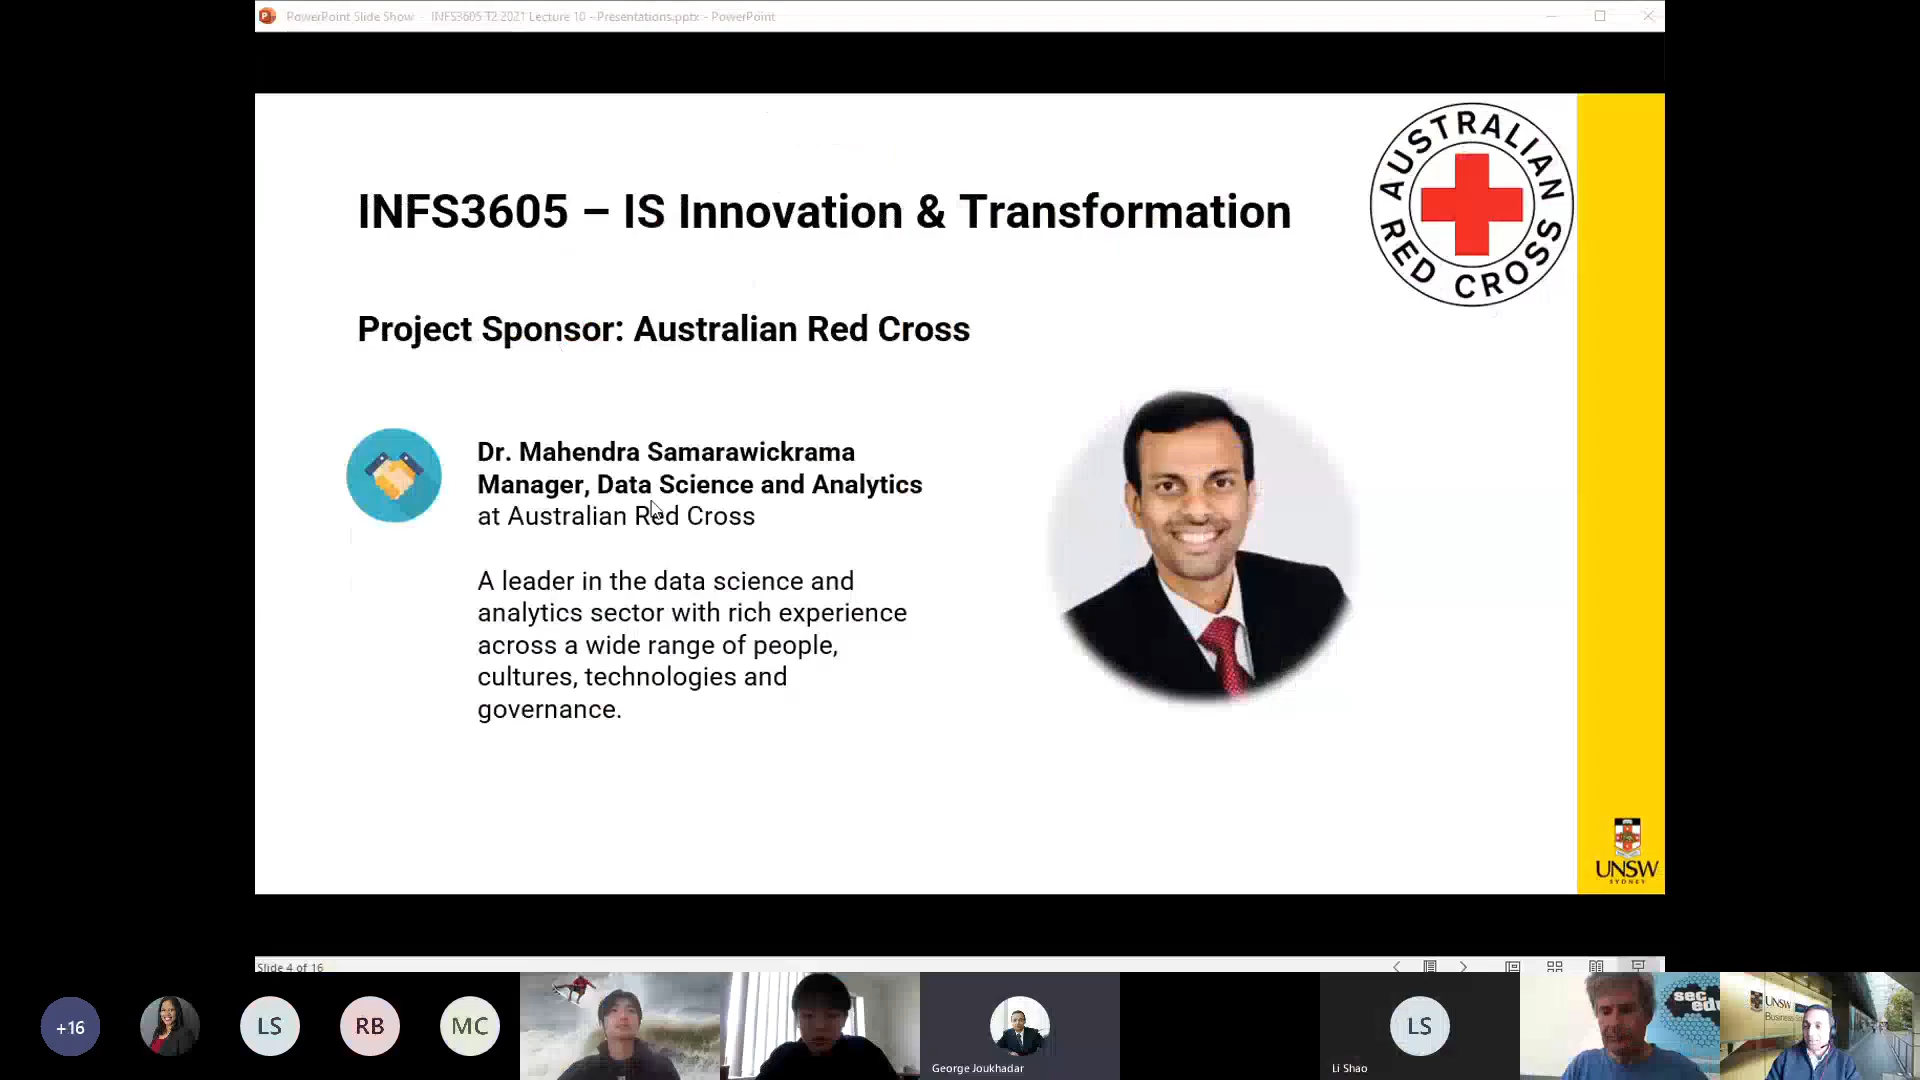 PowerPoint Slide Show - INFS3605 T2 2021 Lecture 10 - Presentations.pptx - PowerPoint
AUSTRALIAN RED CROSS
INFS3605 – IS Innovation & Transformation
Project Sponsor: Australian Red Cross
Dr. Mahendra Samarawickrama
Manager, Data Science and Analytics
at Australian Red Cross
A leader in the data science and
analytics sector with rich experience
across a wide range of people,
cultures, technologies and
governance.
UNSW
SYDNEY
Slide 4 of 16
+16
LS
RB
MC
George Joukhadar
LS
Li Shao
sec
edu
UNSW
Business